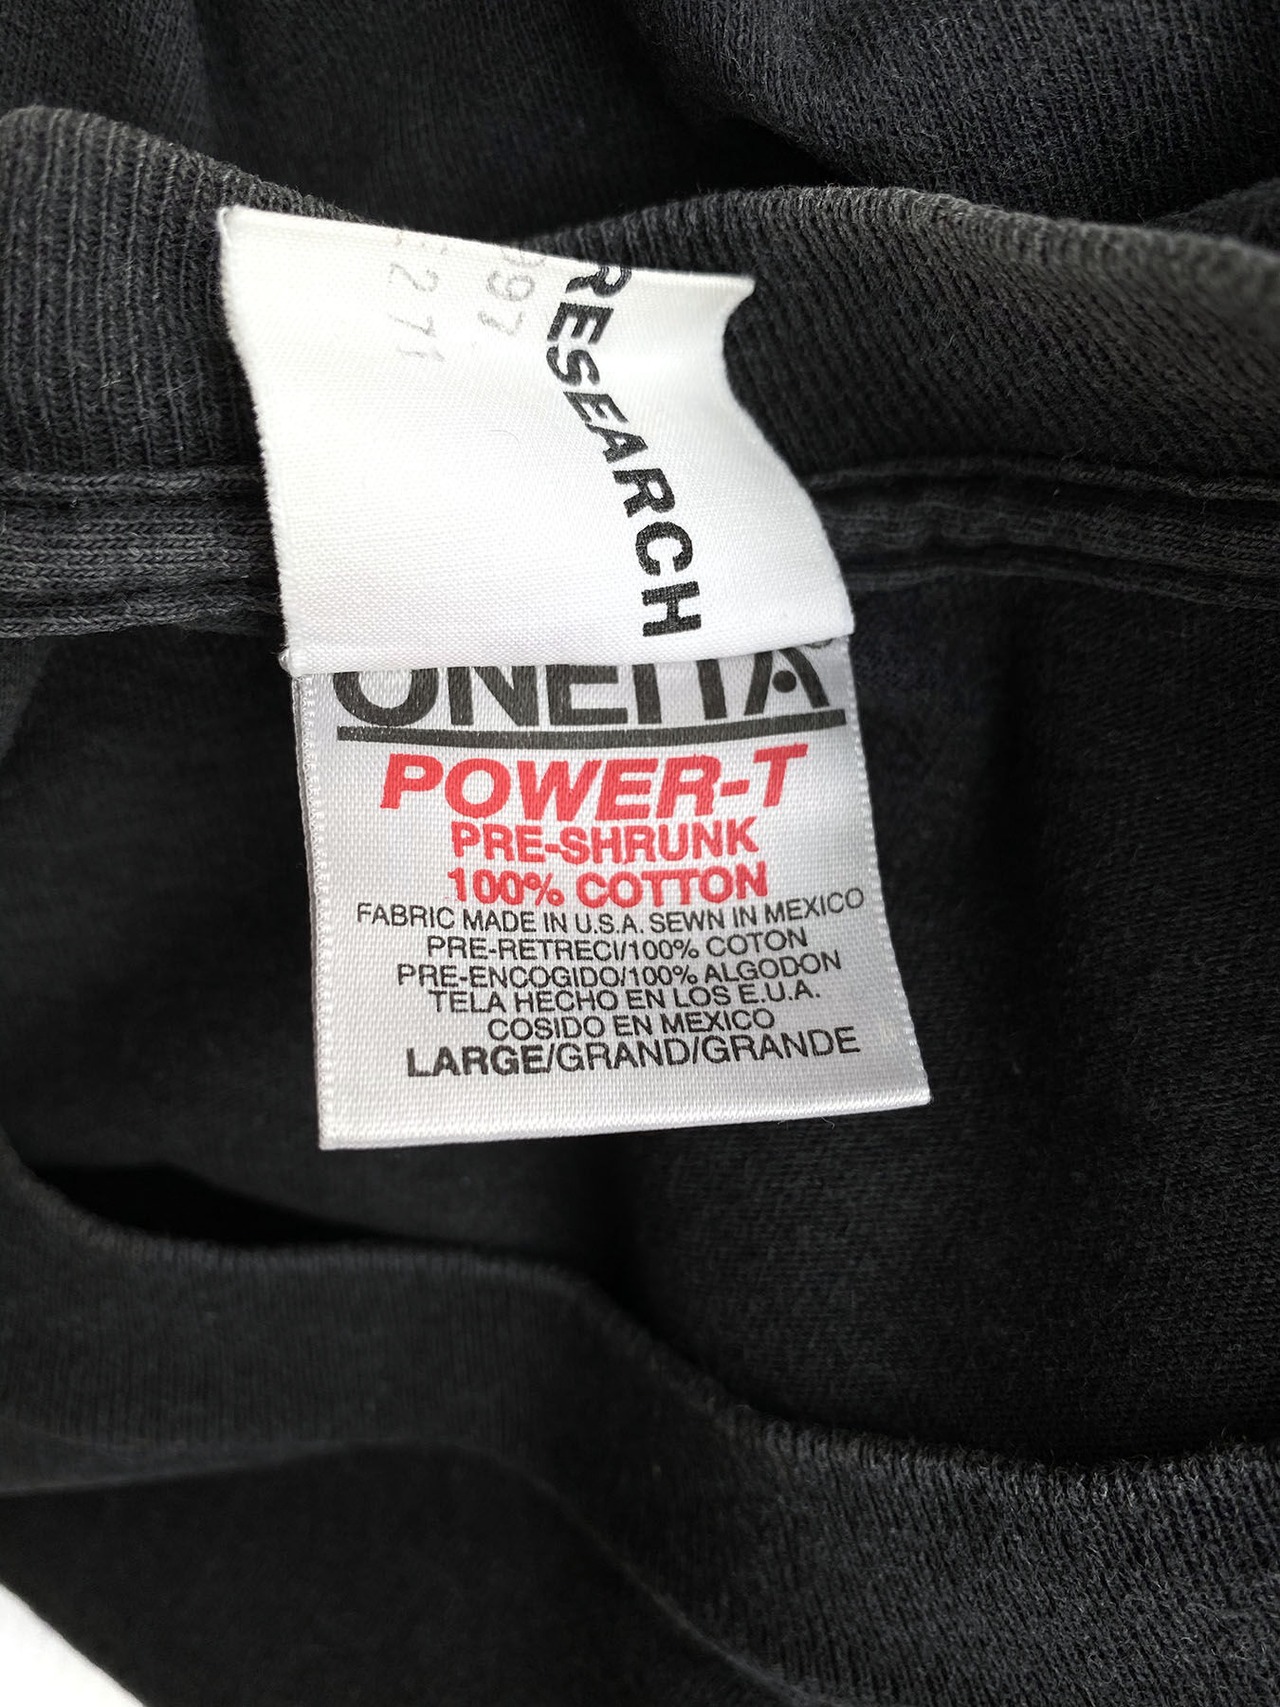 RESEARCH
271
ONEITA
POWER-T
PRE-SHRUNK
100% COTTON
FABRIC MADE IN U.S.A. SEWN IN MEXICO
PRE-RETRECI/100% COTON
PRE-ENCOGIDO/100% ALGODON
TELA HECHO EN LOS E.U.A.
COSIDO EN MEXICO
LARGE/GRAND/GRANDE